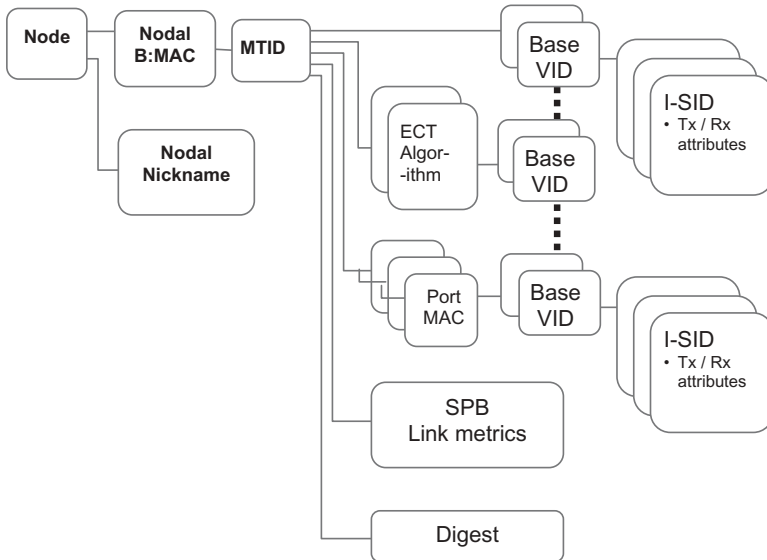 Node
Nodal
B:MAC
MTID
Base
VID
I-SID
• Tx / Rx
attributes
ECT
Algor-
-ithm
Base
VID
Nodal
Nickname
Port
MAC
Base
VID
I-SID
• Tx / Rx
attributes
SPB
Link metrics
Digest